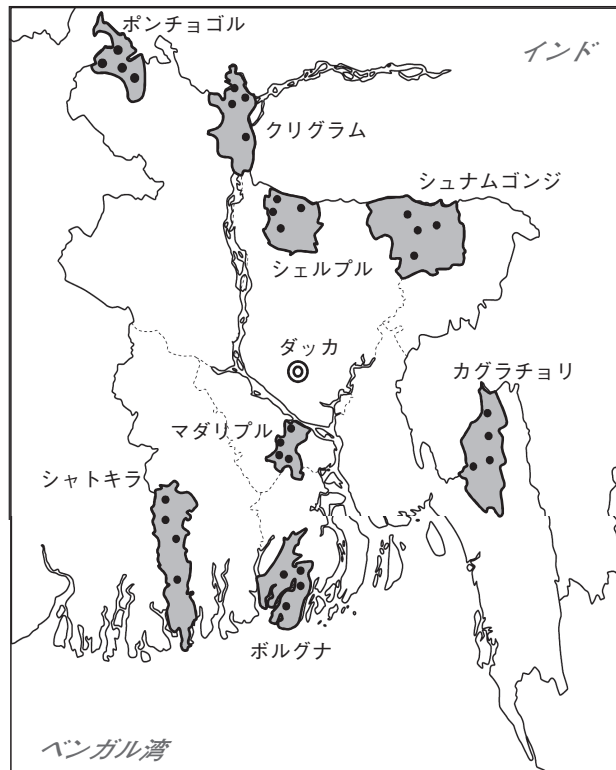 ポンチョゴル
インド
クリグラム
シュナムゴンジ
シェルプル
ダッカ
カグラチョリ
マダリプル
シャトキラ
ボルグナ
ベンガル湾